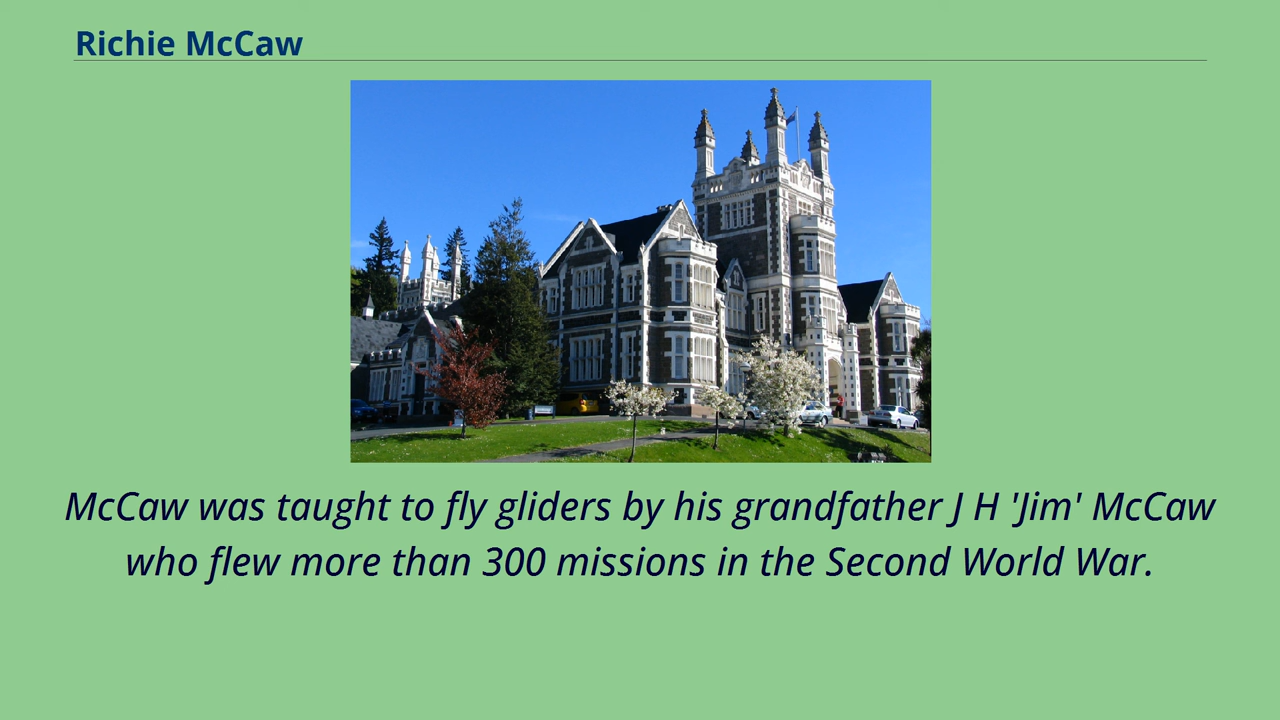 Richie McCaw
McCaw was taught to fly gliders by his grandfather J H 'Jim' McCaw
who flew more than 300 missions in the Second World War.